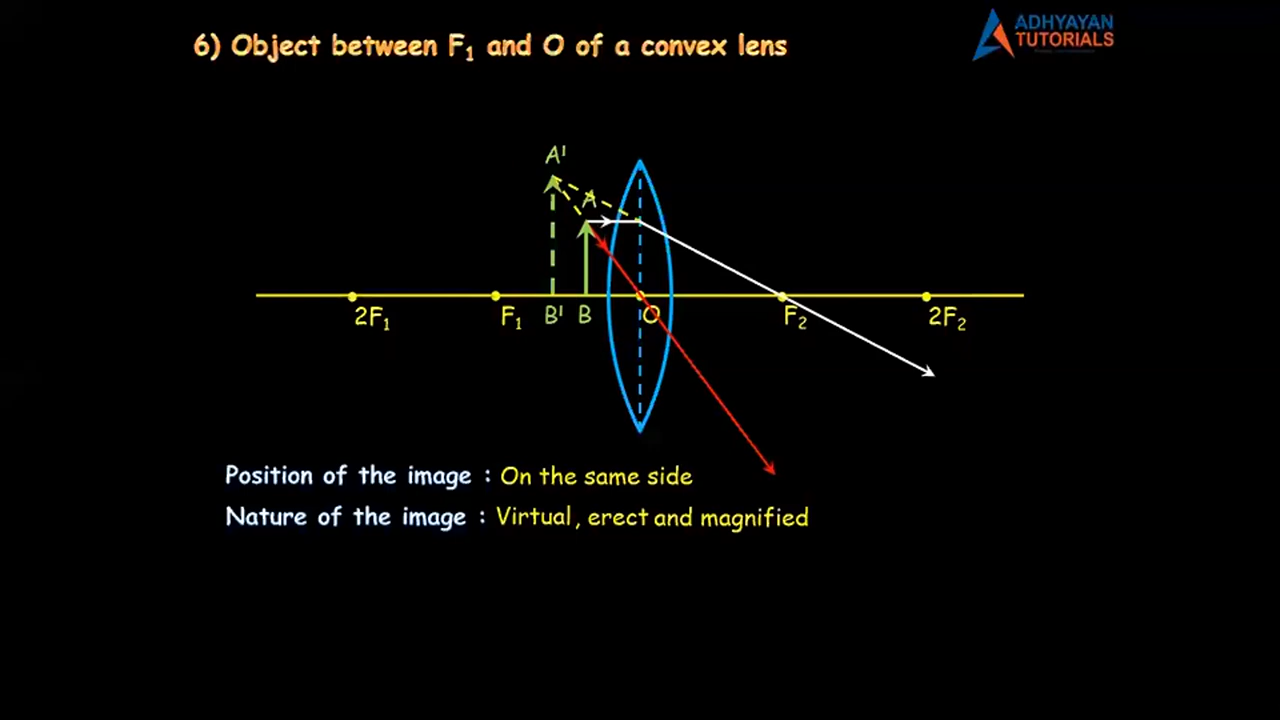 6) Object between F₁ and O of a convex lens
ADHYAYAN
TUTORIALS
A'
A
2F₁ F₁ B' B O F₂ 2F₂
Position of the image : On the same side
Nature of the image : Virtual, erect and magnified